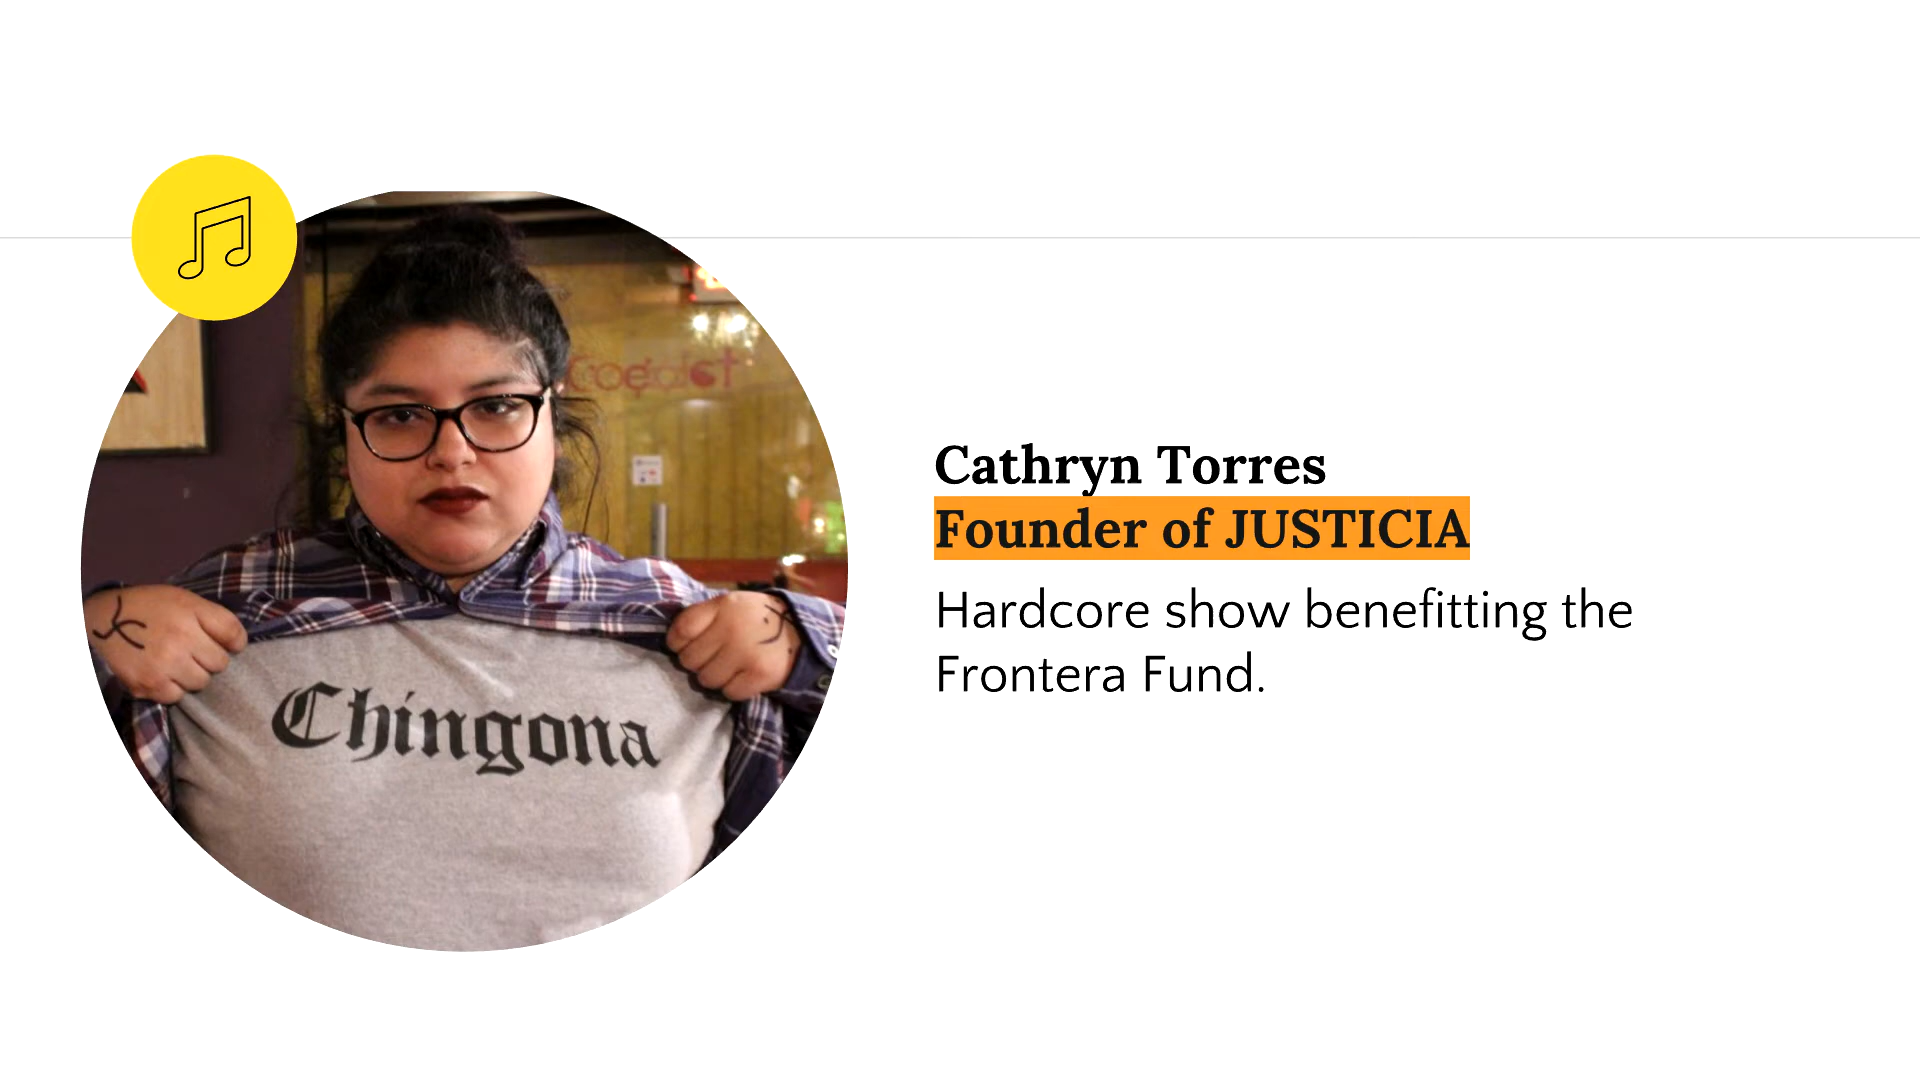 Cathryn Torres
Founder of JUSTICIA
Hardcore show benefitting the
Frontera Fund.
Chingona